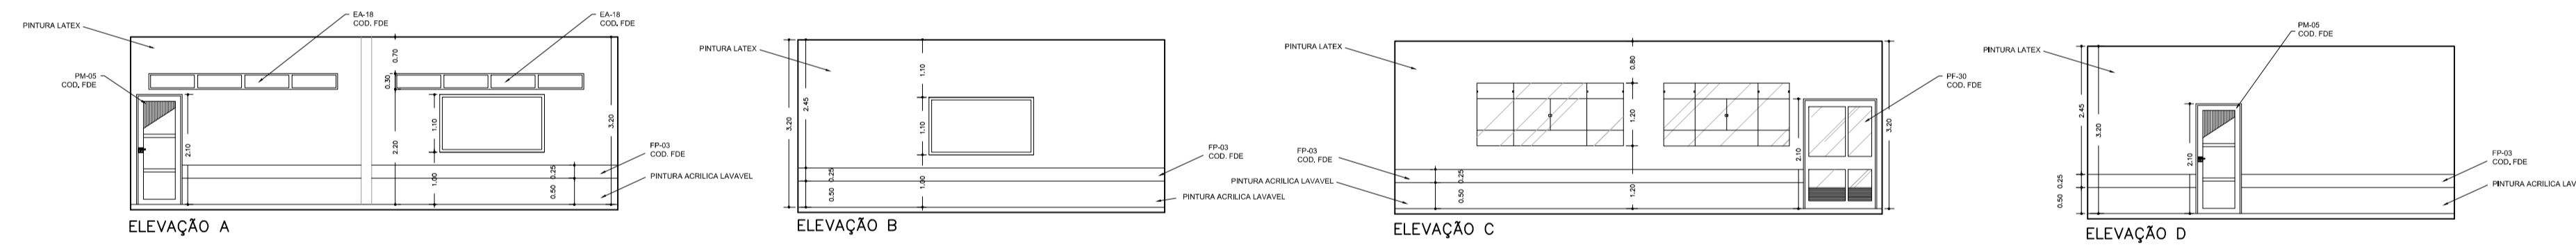 PINTURA LATEX
EA-18
COD. FDE
EA-18
COD. FDE
PM-05
COD. FDE
0.70
0.30
2.20
1.10
1.00
2.10
3.20
0.25
0.50
FP-03
COD. FDE
PINTURA ACRILICA LAVAVEL
ELEVAÇÃO A
PINTURA LATEX
3.20
2.45
0.25
0.50
1.10
1.10
1.00
FP-03
COD. FDE
PINTURA ACRILICA LAVAVEL
ELEVAÇÃO B
PINTURA LATEX
FP-03
COD. FDE
PINTURA ACRILICA LAVAVEL
0.25
0.50
0.80
1.20
1.20
2.10
3.20
PF-30
COD. FDE
ELEVAÇÃO C
PINTURA LATEX
PM-05
COD. FDE
2.45
3.20
0.25
0.50
2.10
FP-03
COD. FDE
PINTURA ACRILICA LAV
ELEVAÇÃO D